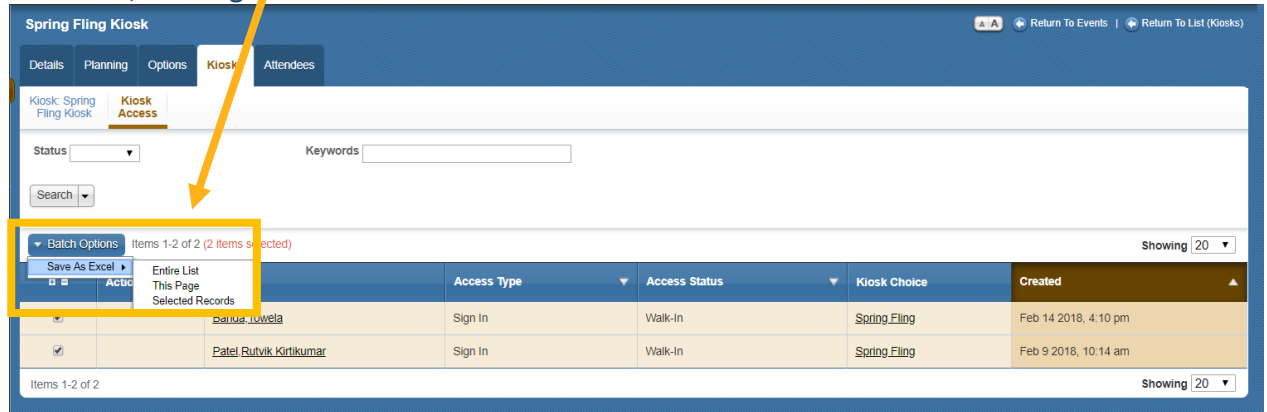 Spring Fling Kiosk
A A Return To Events | Return To List (Kiosks)
Details Planning Options Kiosk Attendees
Kiosk: Spring Fling Kiosk
Kiosk Access
Status
Keywords
Search
Batch Options Items 1-2 of 2 (2 items selected)
Showing 20
Save As Excel
Entire List
This Page
Selected Records
Access Type Access Status Kiosk Choice Created
Sign In Walk-In Spring Fling Feb 14 2018, 4:10 pm
Patel,Rutvik Kirtikumar Sign In Walk-In Spring Fling Feb 9 2018, 10:14 am
Items 1-2 of 2
Showing 20